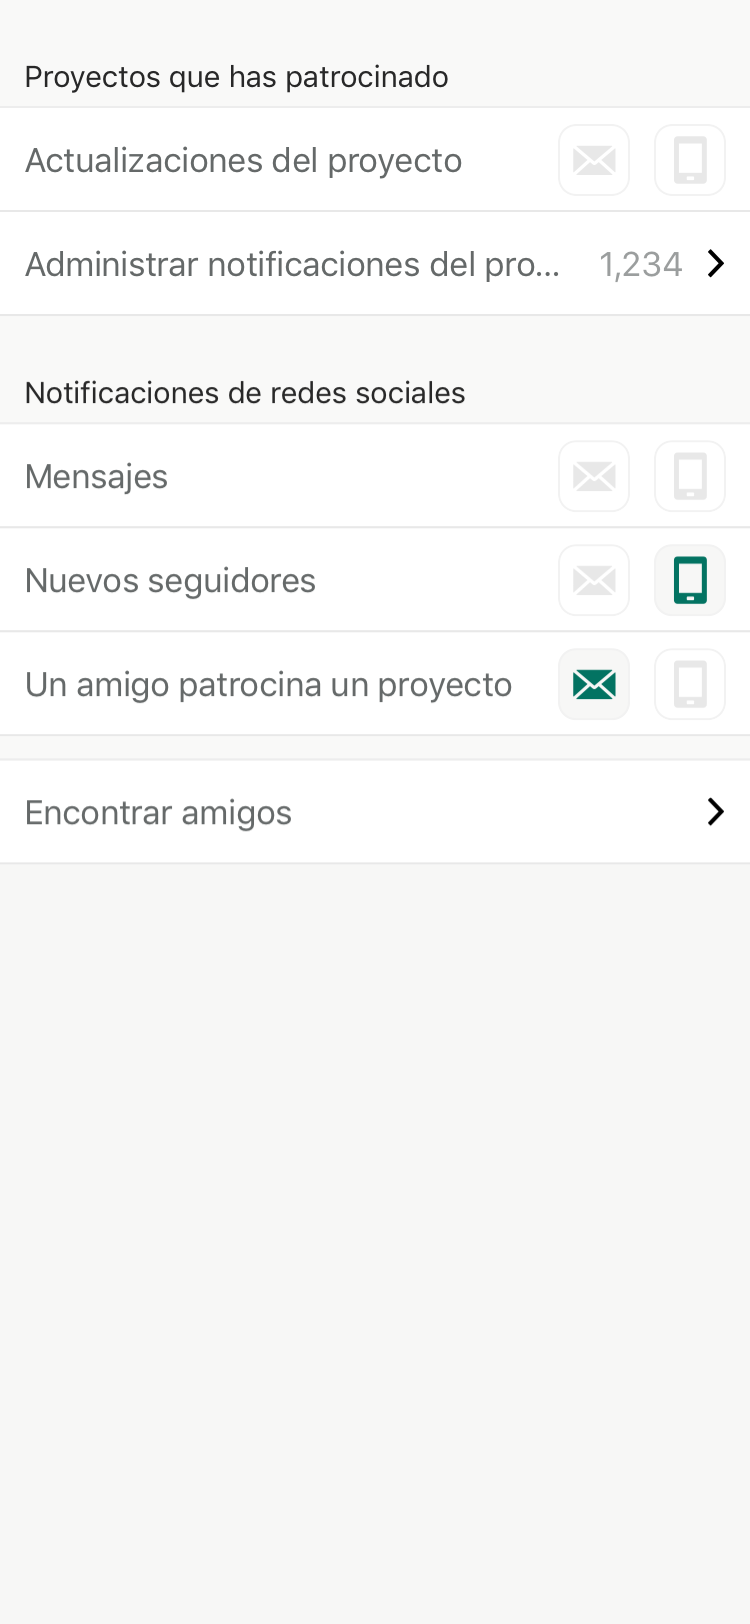 Proyectos que has patrocinado
Actualizaciones del proyecto
Administrar notificaciones del pro... 1,234
Notificaciones de redes sociales
Mensajes
Nuevos seguidores
Un amigo patrocina un proyecto
Encontrar amigos